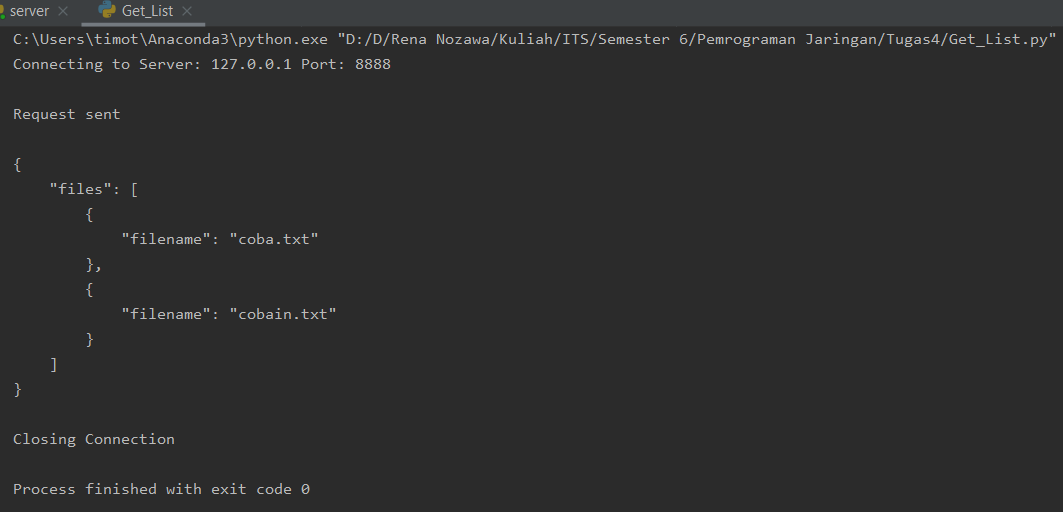 server
Get_List
C:\Users\timot\Anaconda3\python.exe "D:/D/Rena Nozawa/Kuliah/ITS/Semester 6/Pemrograman Jaringan/Tugas4/Get_List.py"
Connecting to Server: 127.0.0.1 Port: 8888
Request sent
{
    "files": [
        {
            "filename": "coba.txt"
        },
        {
            "filename": "cobain.txt"
        }
    ]
}
Closing Connection
Process finished with exit code 0